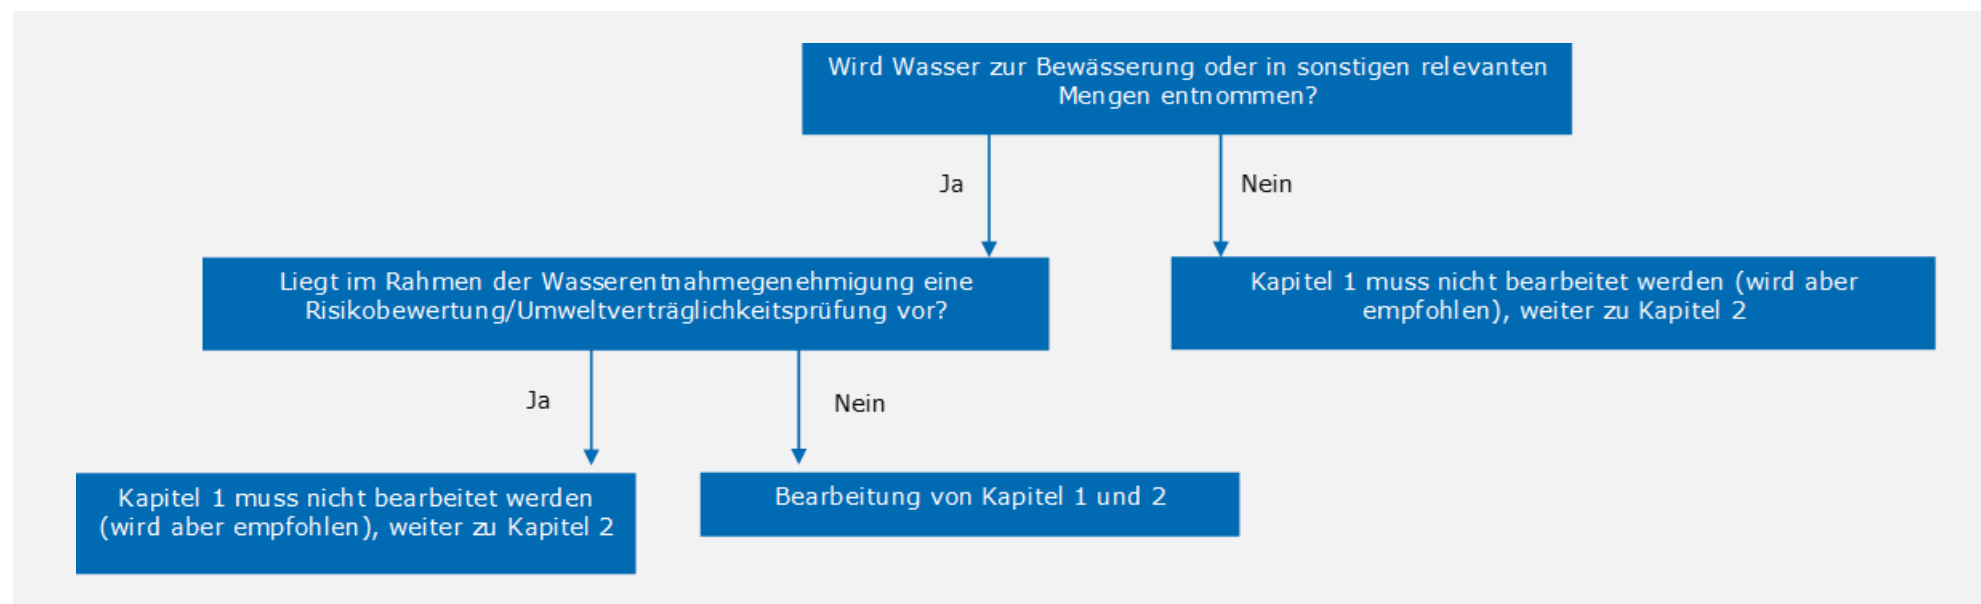 Wird Wasser zur Bewässerung oder in sonstigen relevanten
Mengen entnommen?
Ja
Nein
Liegt im Rahmen der Wasserentnahmegenehmigung eine
Risikobewertung/Umweltverträglichkeitsprüfung vor?
Kapitel 1 muss nicht bearbeitet werden (wird aber
empfohlen), weiter zu Kapitel 2
Ja
Nein
Kapitel 1 muss nicht bearbeitet werden
(wird aber empfohlen), weiter zu Kapitel 2
Bearbeitung von Kapitel 1 und 2